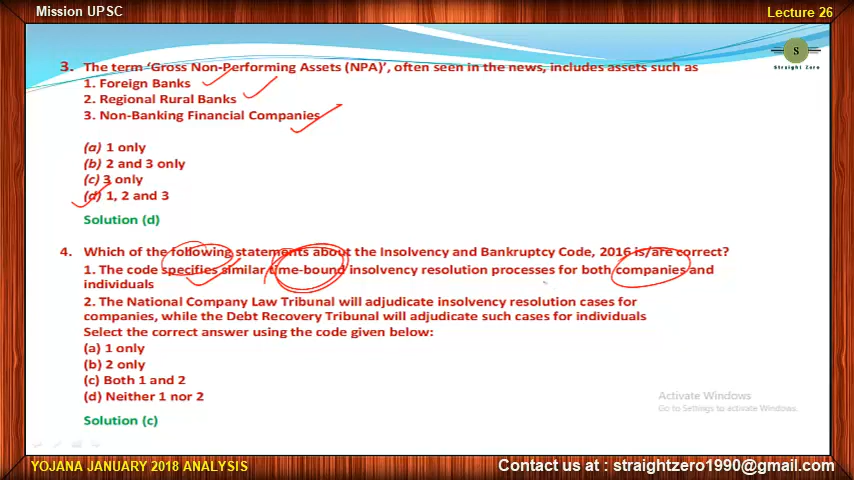 Mission UPSC
Lecture 26
S
Straight Zero
3. The term ‘Gross Non-Performing Assets (NPA)’, often seen in the news, includes assets such as
1. Foreign Banks
2. Regional Rural Banks
3. Non-Banking Financial Companies
(a) 1 only
(b) 2 and 3 only
(c) 3 only
(d) 1, 2 and 3
Solution (d)
4. Which of the following statements about the Insolvency and Bankruptcy Code, 2016 is/are correct?
1. The code specifies similar time-bound insolvency resolution processes for both companies and
individuals
2. The National Company Law Tribunal will adjudicate insolvency resolution cases for
companies, while the Debt Recovery Tribunal will adjudicate such cases for individuals
Select the correct answer using the code given below:
(a) 1 only
(b) 2 only
(c) Both 1 and 2
(d) Neither 1 nor 2
Solution (c)
Activate Windows
Go to Settings to activate Windows.
YOJANA JANUARY 2018 ANALYSIS
Contact us at : straightzero1990@gmail.com